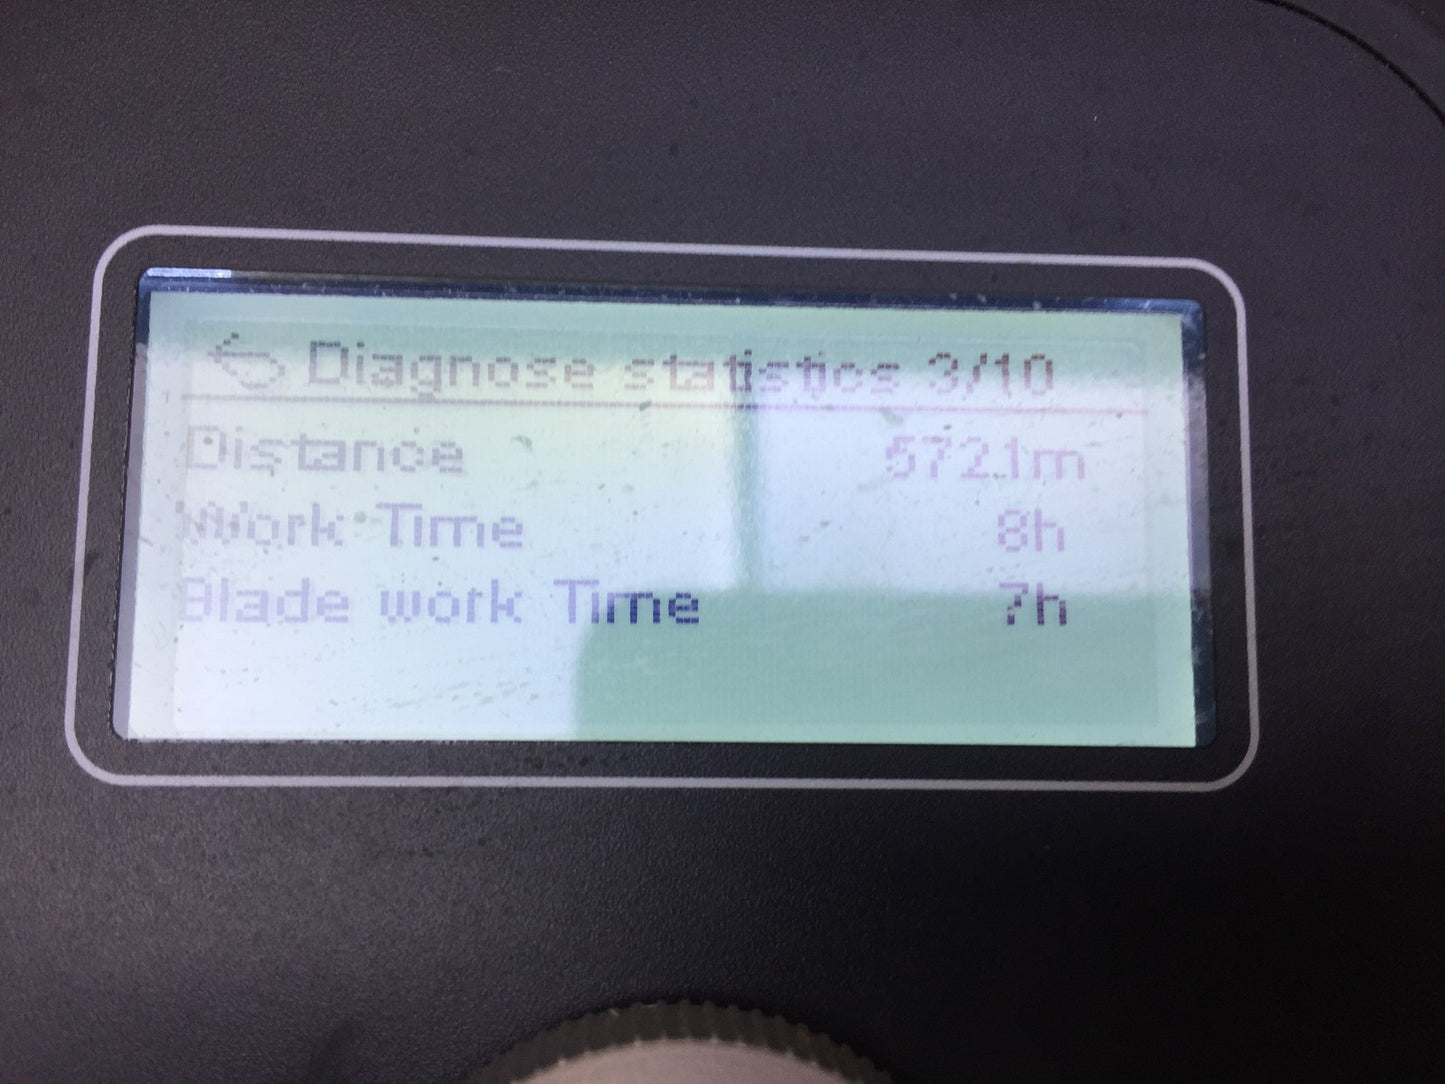 Diagnose statistics 3/10
Distance 5721m
Work Time 8h
Blade work Time 7h